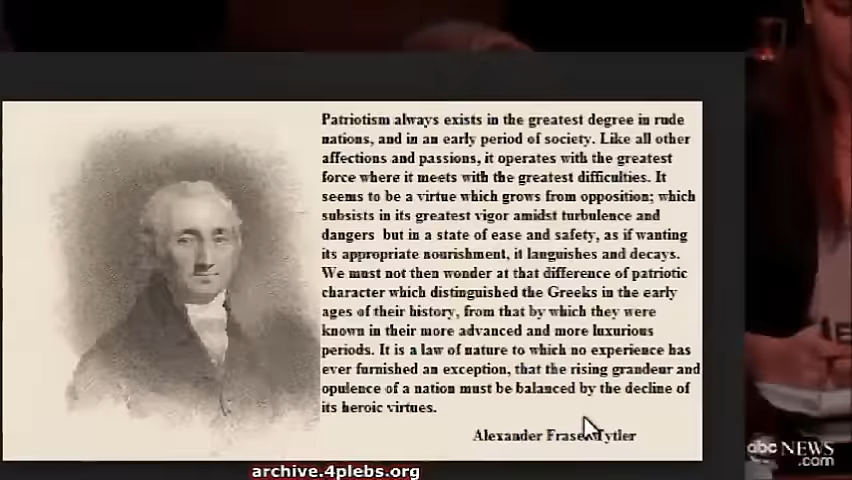 Patriotism always exists in the greatest degree in rude
nations, and in an early period of society. Like all other
affections and passions, it operates with the greatest
force where it meets with the greatest difficulties. It
seems to be a virtue which grows from opposition; which
subsists in its greatest vigor amidst turbulence and
dangers but in a state of ease and safety, as if wanting
its appropriate nourishment, it languishes and decays.
We must not then wonder at that difference of patriotic
character which distinguished the Greeks in the early
ages of their history, from that by which they were
known in their more advanced and more luxurious
periods. It is a law of nature to which no experience has
ever furnished an exception, that the rising grandeur and
opulence of a nation must be balanced by the decline of
its heroic virtues.
Alexander Fraser Tytler
abc NEWS
.com
archive.4plebs.org